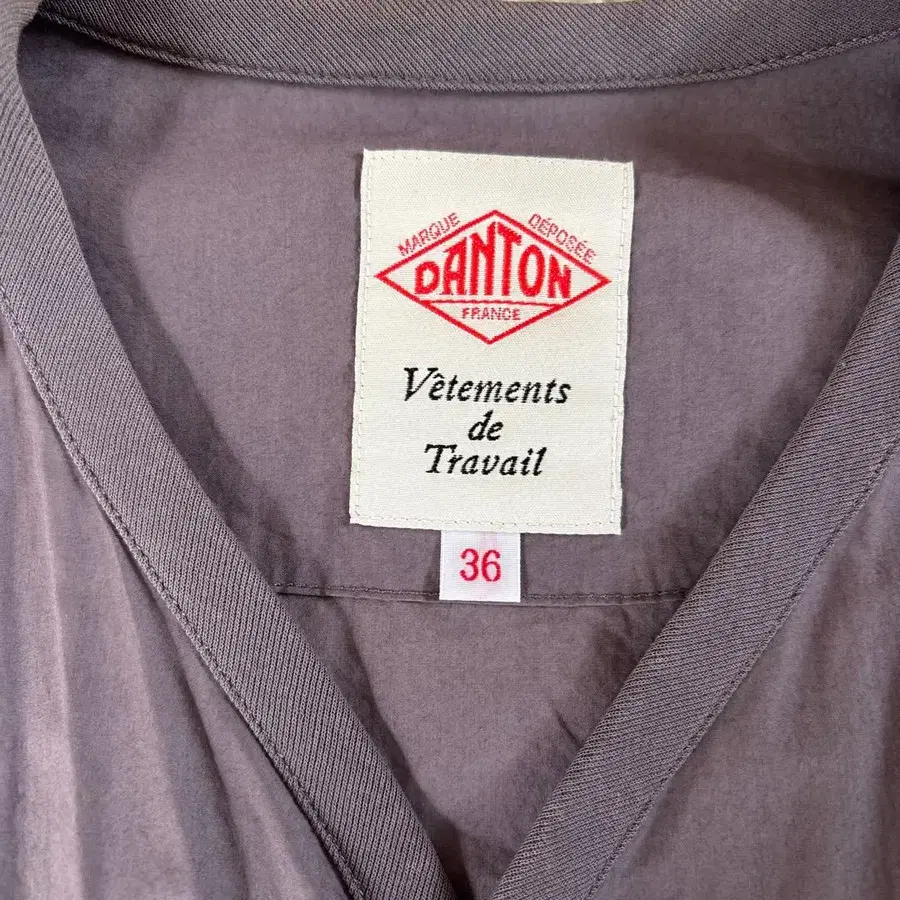 MARQUE DÉPOSÉE
DANTON
FRANCE
Vêtements
de
Travail
36